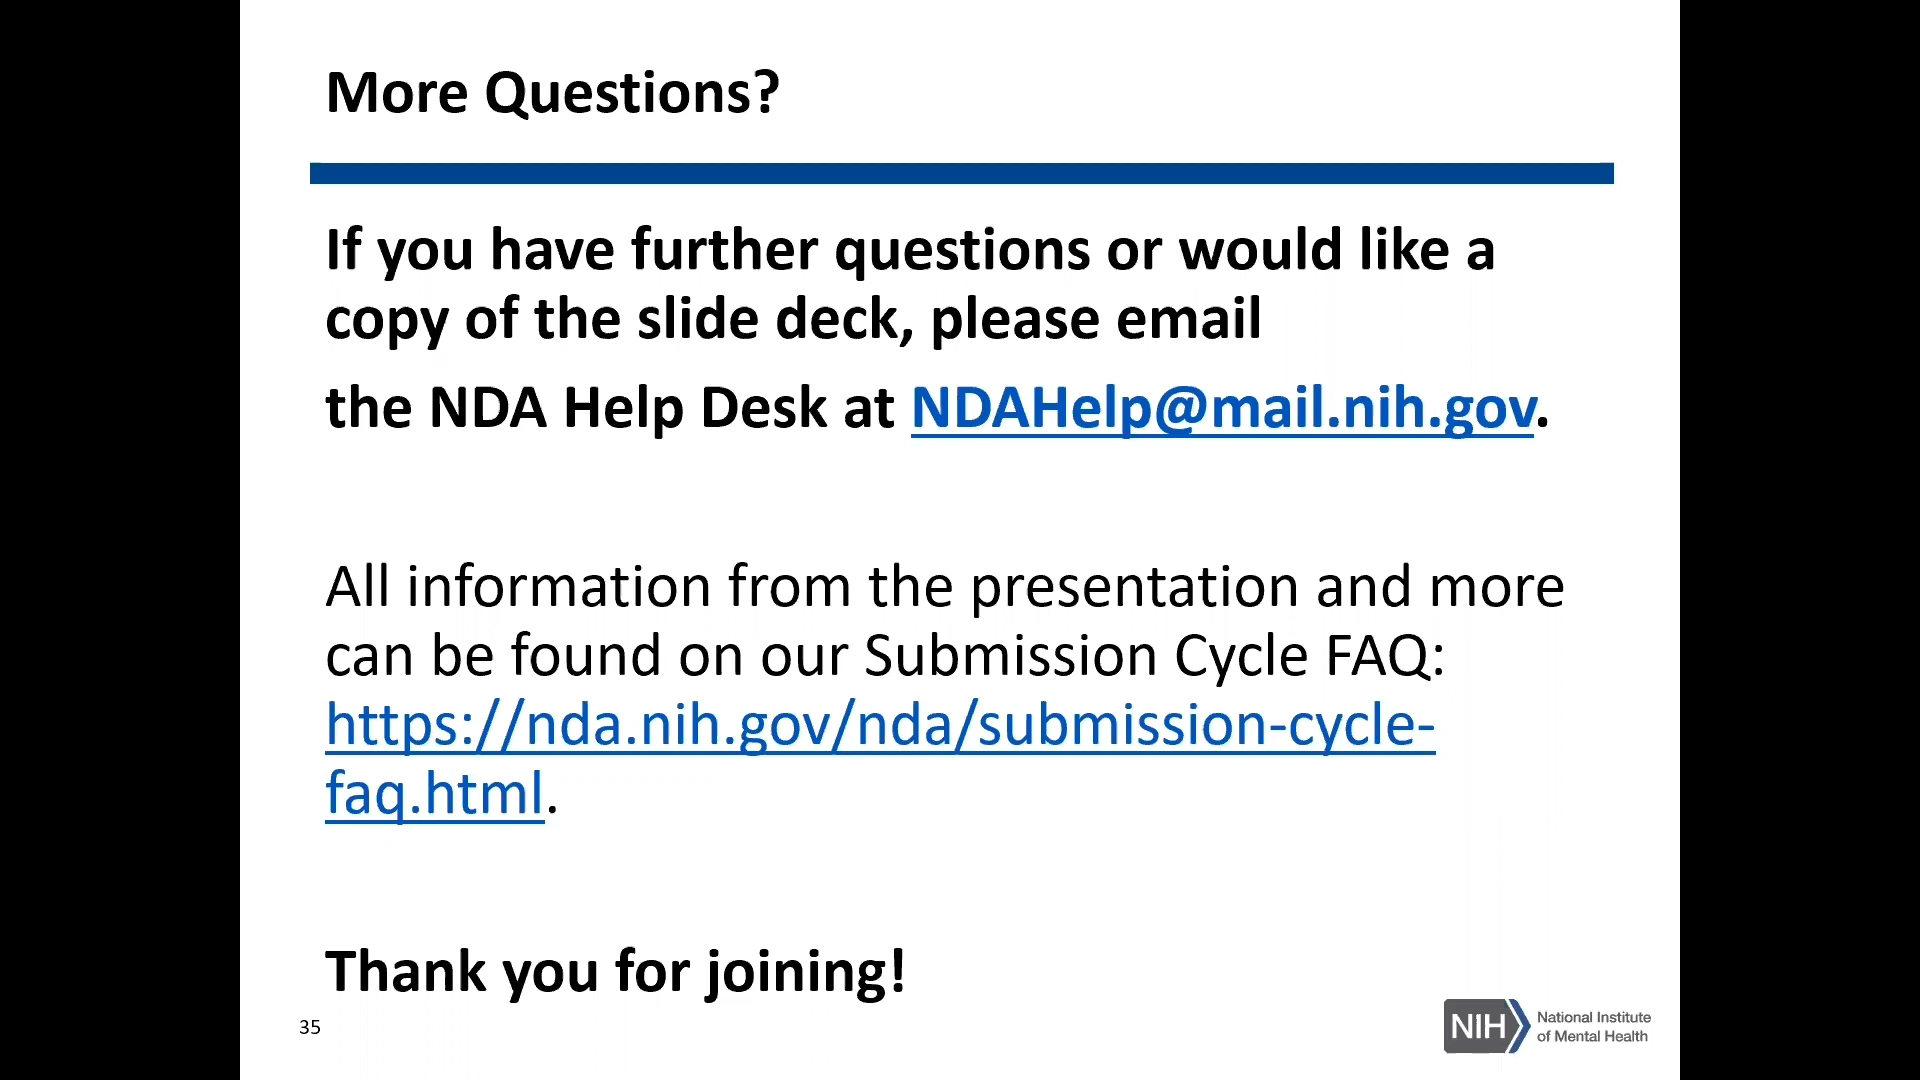 More Questions?
If you have further questions or would like a
copy of the slide deck, please email
the NDA Help Desk at NDAHelp@mail.nih.gov.
All information from the presentation and more
can be found on our Submission Cycle FAQ:
https://nda.nih.gov/nda/submission-cycle-
faq.html.
Thank you for joining!
35
NIH
National Institute
of Mental Health